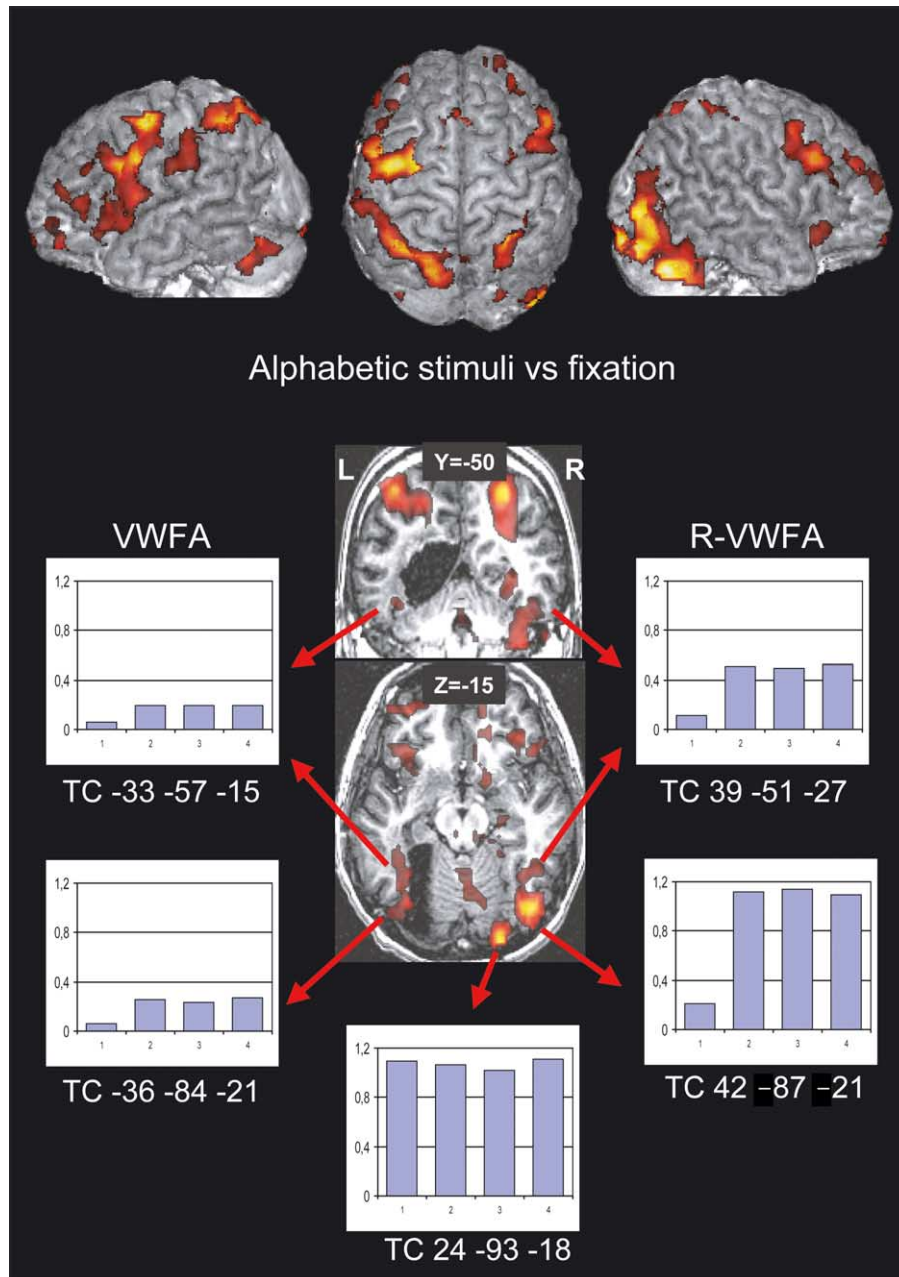 Alphabetic stimuli vs fixation
L Y=-50 R
VWFA
1,2
0,8
0,4
0
1 2 3 4
TC -33 -57 -15
R-VWFA
1,2
0,8
0,4
0
1 2 3 4
TC 39 -51 -27
Z=-15
1,2
0,8
0,4
0
1 2 3 4
TC -36 -84 -21
1,2
0,8
0,4
0
1 2 3 4
TC 42 -87 -21
1,2
0,8
0,4
0
1 2 3 4
TC 24 -93 -18